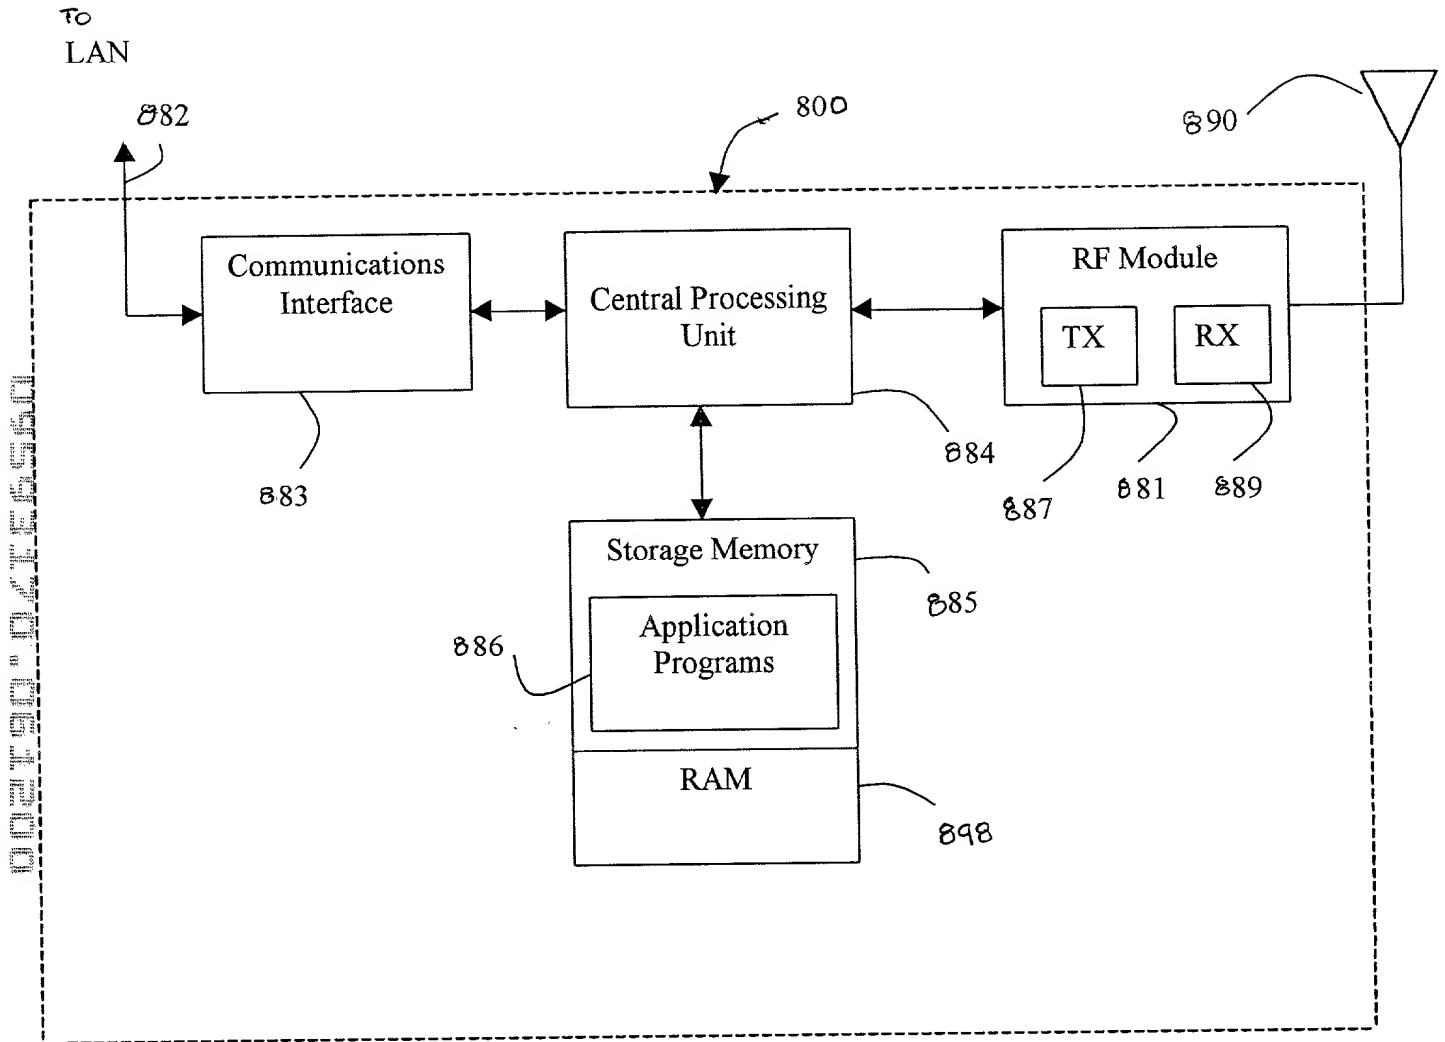 TO
LAN
882
800
890
Communications
Interface
Central Processing
Unit
RF Module
TX
RX
883
884
887
881
889
Storage Memory
885
Application
Programs
886
RAM
898